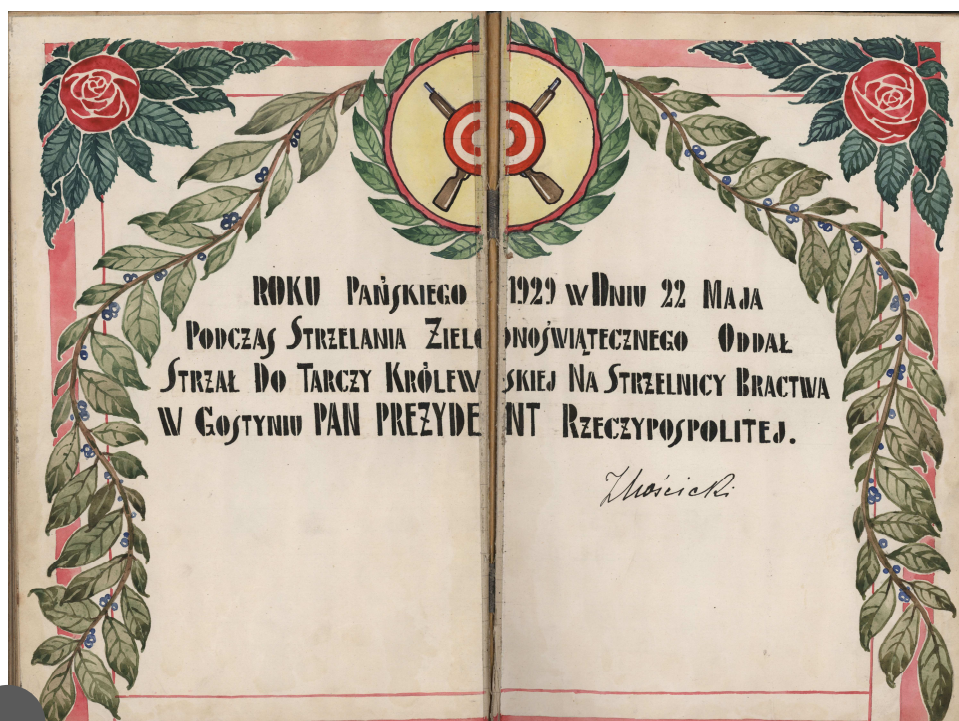 ROKU PAŃSKIEGO 1929 W DNIU 22 MAJA
PODCZAS STRZELANIA ZIELONOŚWIĄTECZNEGO ODDAŁ
STRZAŁ DO TARCZY KRÓLEWSKIEJ NA STRZELNICY BRACTWA
W GOSTYNIU PAN PREZYDENT RZECZYPOSPOLITEJ.
IMościcki